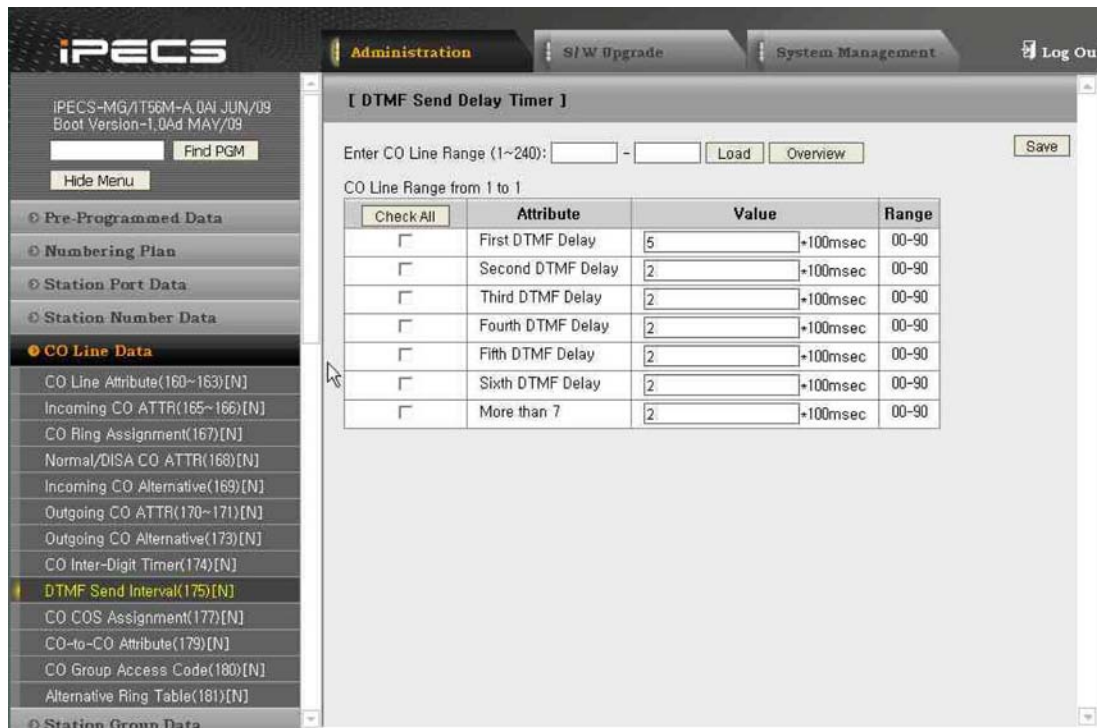 iPECS
Administration
S/W Upgrade
System Management
Log Ou
iPECS-MG/IT56M-A,0AI JUN/09
Boot Version-1,0Ad MAY/09
Find PGM
Hide Menu
Pre-Programmed Data
Numbering Plan
Station Port Data
Station Number Data
CO Line Data
CO Line Attribute(160~163)[N]
Incoming CO ATTR(165~166)[N]
CO Ring Assignment(167)[N]
Normal/DISA CO ATTR(168)[N]
Incoming CO Alternative(169)[N]
Outgoing CO ATTR(170~171)[N]
Outgoing CO Alternative(173)[N]
CO Inter-Digit Timer(174)[N]
DTMF Send Interval(175)[N]
CO COS Assignment(177)[N]
CO-to-CO Attribute(179)[N]
CO Group Access Code(180)[N]
Alternative Ring Table(181)[N]
Station Group Data
[ DTMF Send Delay Timer ]
Enter CO Line Range (1~240): - Load Overview Save
CO Line Range from 1 to 1
Check All Attribute Value Range
First DTMF Delay 5 *100msec 00-90
Second DTMF Delay 2 *100msec 00-90
Third DTMF Delay 2 *100msec 00-90
Fourth DTMF Delay 2 *100msec 00-90
Fifth DTMF Delay 2 *100msec 00-90
Sixth DTMF Delay 2 *100msec 00-90
More than 7 2 *100msec 00-90